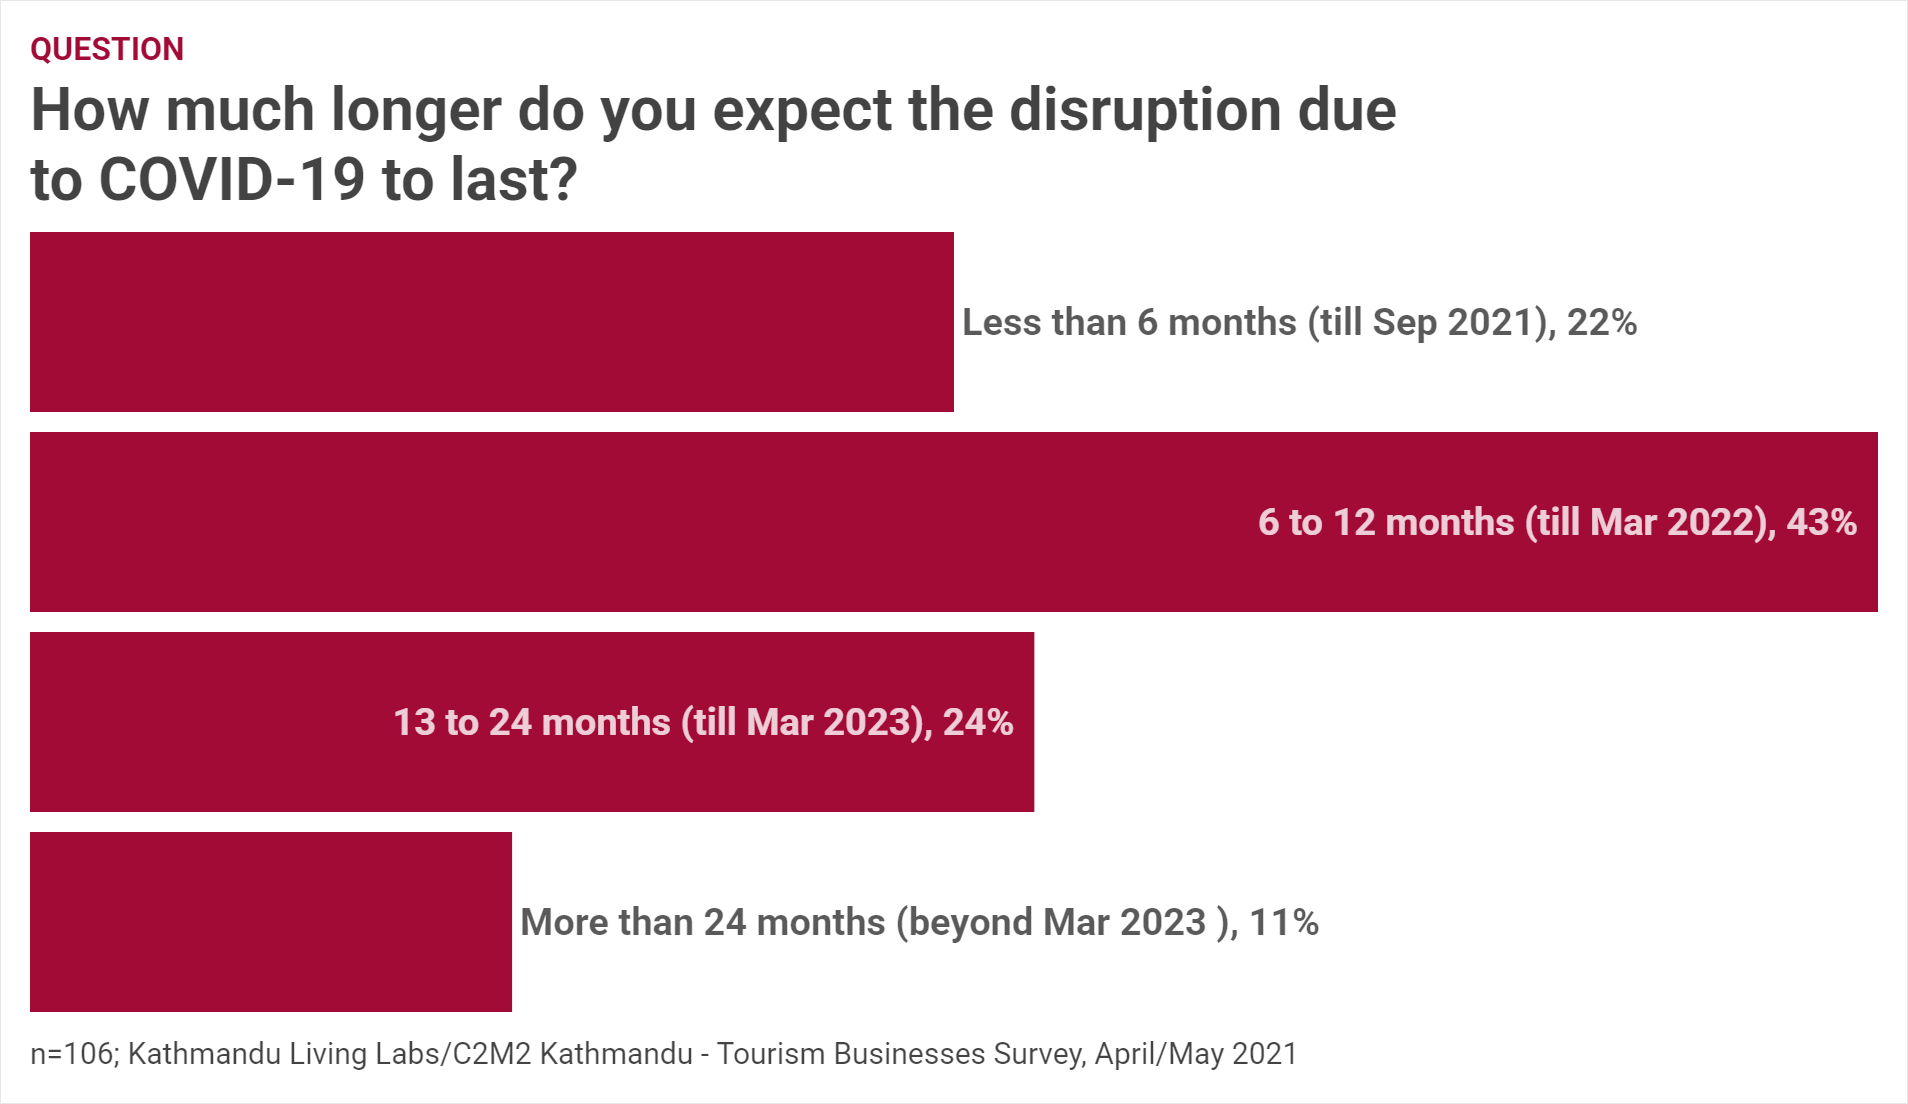 QUESTION
How much longer do you expect the disruption due
to COVID-19 to last?
Less than 6 months (till Sep 2021), 22%
6 to 12 months (till Mar 2022), 43%
13 to 24 months (till Mar 2023), 24%
More than 24 months (beyond Mar 2023 ), 11%
n=106; Kathmandu Living Labs/C2M2 Kathmandu - Tourism Businesses Survey, April/May 2021